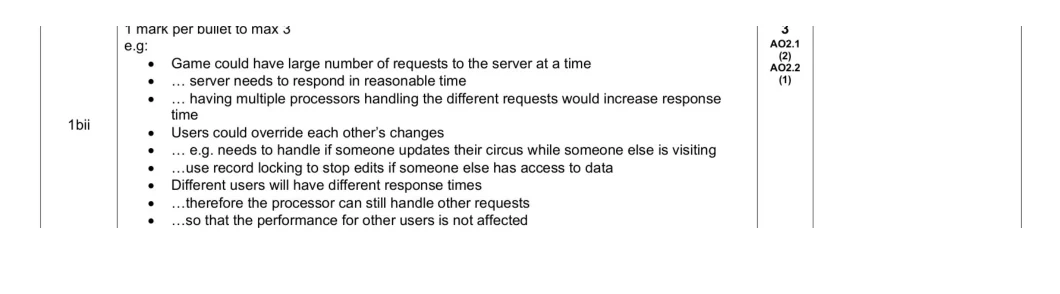 1 mark per bullet to max 3
e.g:
• Game could have large number of requests to the server at a time
• … server needs to respond in reasonable time
• … having multiple processors handling the different requests would increase response
time
• Users could override each other's changes
• … e.g. needs to handle if someone updates their circus while someone else is visiting
• …use record locking to stop edits if someone else has access to data
• Different users will have different response times
• …therefore the processor can still handle other requests
• …so that the performance for other users is not affected
1bii
3
AO2.1
(2)
AO2.2
(1)